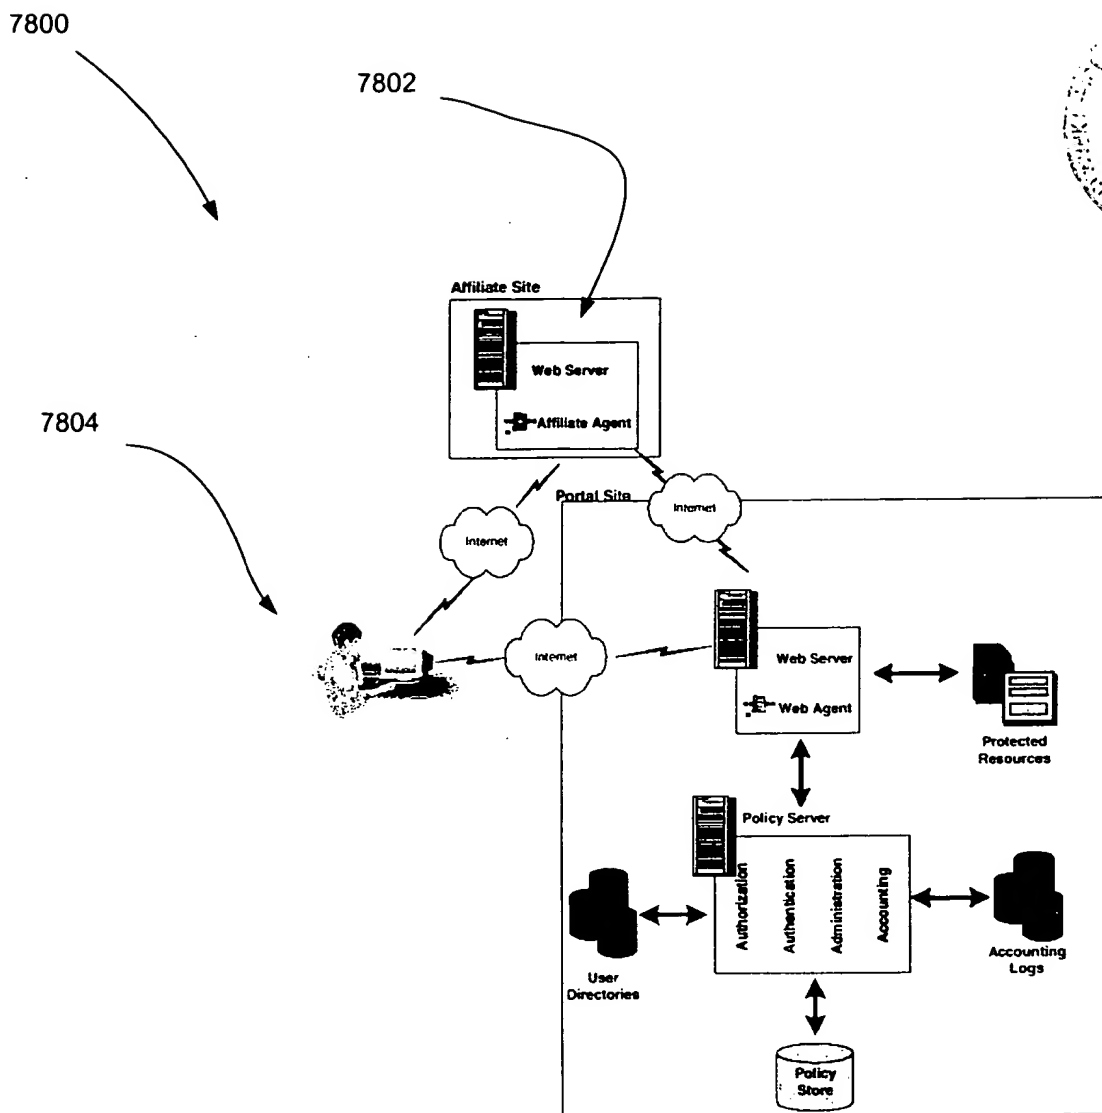 7800
7802
Affiliate Site
Web Server
Affiliate Agent
7804
Portal Site
Internet
Internet
Internet
Web Server
Web Agent
Protected
Resources
Policy Server
Authorization
Authentication
Administration
Accounting
User
Directories
Accounting
Logs
Policy
Store